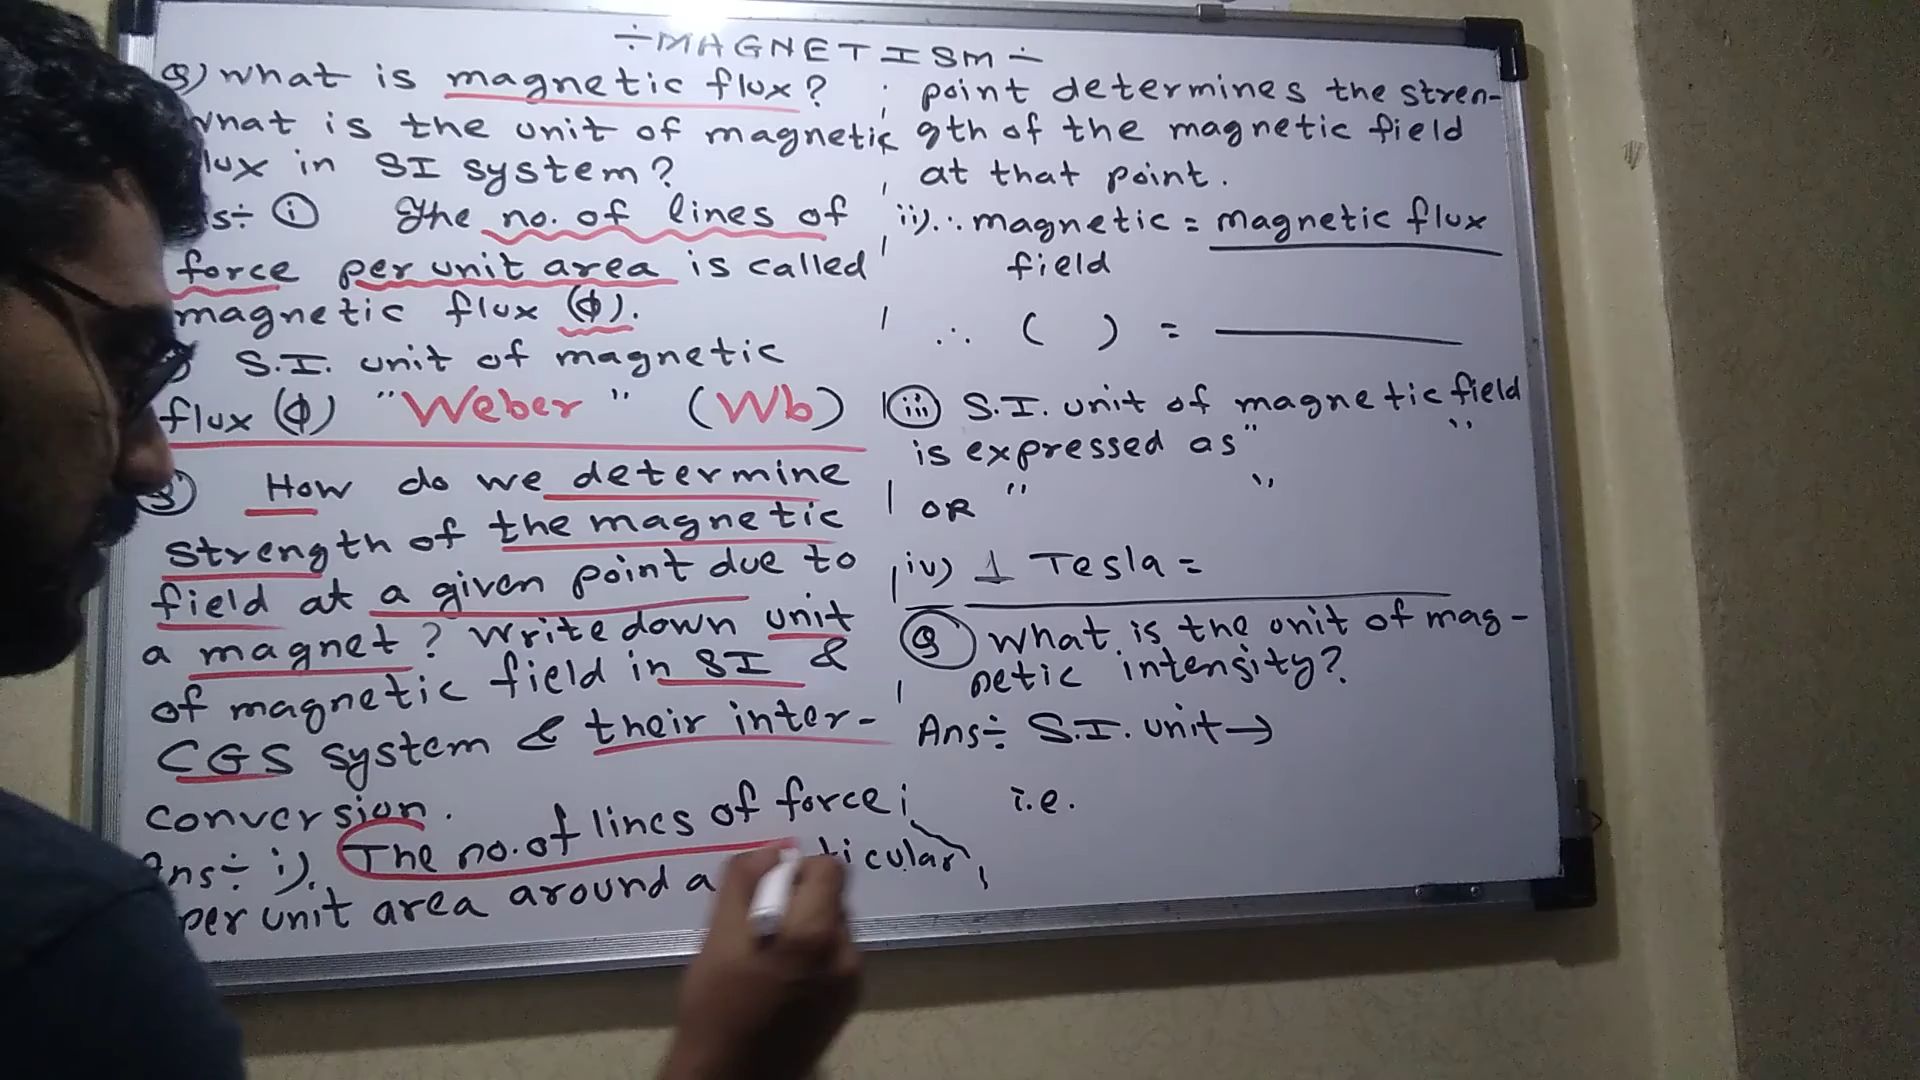 ÷ MAGNETISM ÷
Q) What is magnetic flux?
What is the unit of magnetic
lux in SI system?
s÷ (i) The no. of lines of
force per unit area is called
magnetic flux (Φ).
S.I. unit of magnetic
flux (Φ) "Weber" (Wb)
How do we determine
strength of the magnetic
field at a given point due to
a magnet? Write down unit
of magnetic field in SI &
CGS system & their inter-
conversion.
Ans÷ i). The no. of lines of force
per unit area around a ticular
point determines the stren-
gth of the magnetic field
at that point.
ii) ∴ magnetic = magnetic flux
field
∴ ( ) =
(iii) S.I. unit of magnetic field
is expressed as " "
OR " "
iv) 1 Tesla =
(Q) What is the unit of mag-
netic intensity?
Ans÷ S.I. unit →
i.e.